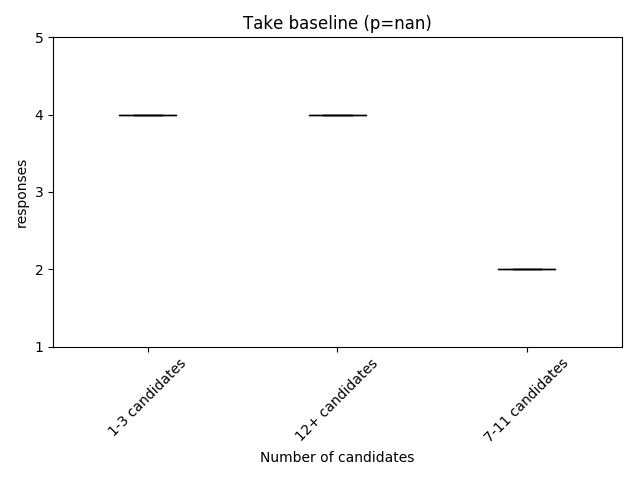 Take baseline (p=nan)
5
4
3
2
1
responses
1-3 candidates
12+ candidates
7-11 candidates
Number of candidates